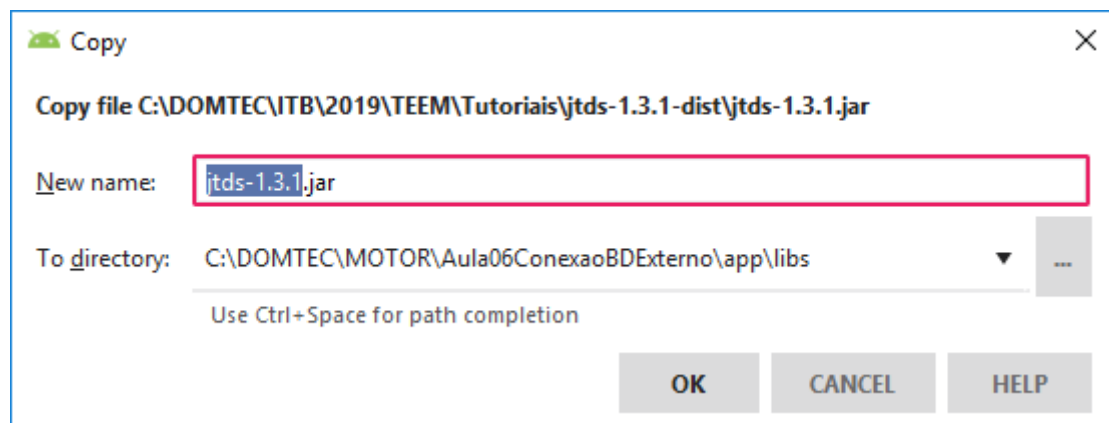 Copy
Copy file C:\DOMTEC\ITB\2019\TEEM\Tutoriais\jtds-1.3.1-dist\jtds-1.3.1.jar
New name: jtds-1.3.1.jar
To directory: C:\DOMTEC\MOTOR\Aula06ConexaoBDExterno\app\libs ...
Use Ctrl+Space for path completion
OK CANCEL HELP